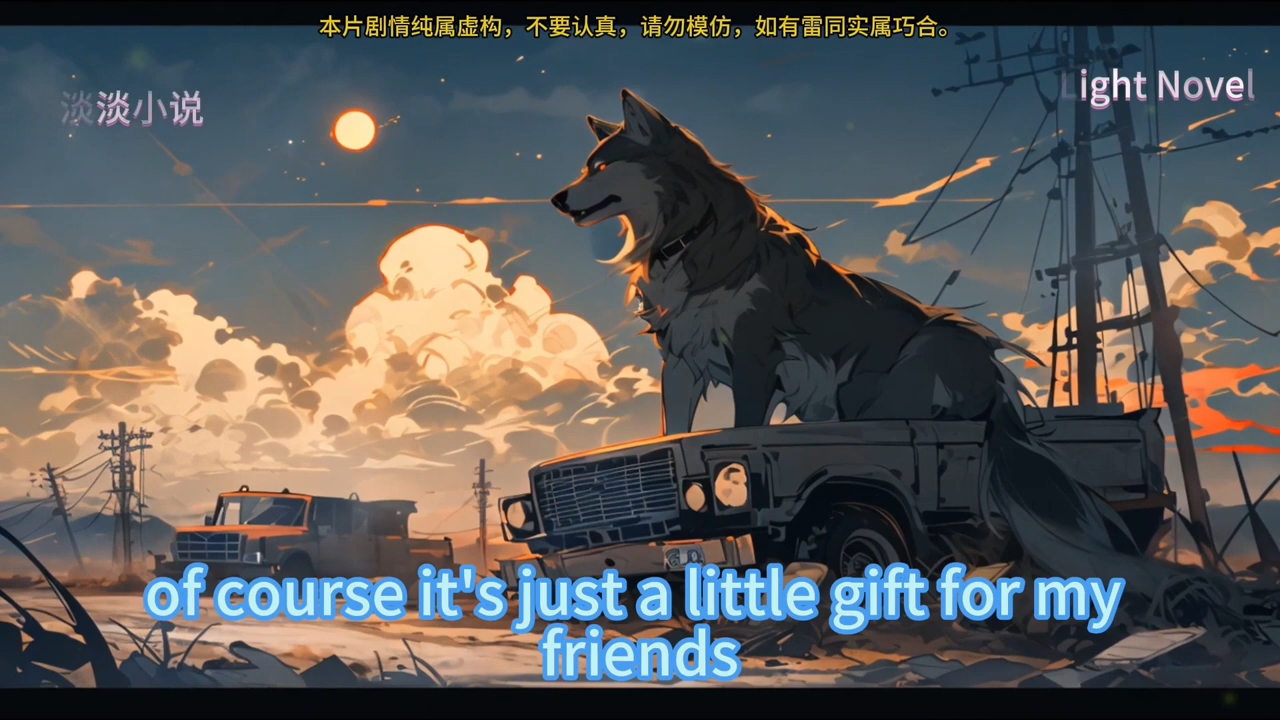 本片剧情纯属虚构，不要认真，请勿模仿，如有雷同实属巧合。
淡淡小说
Light Novel
of course it's just a little gift for my
friends